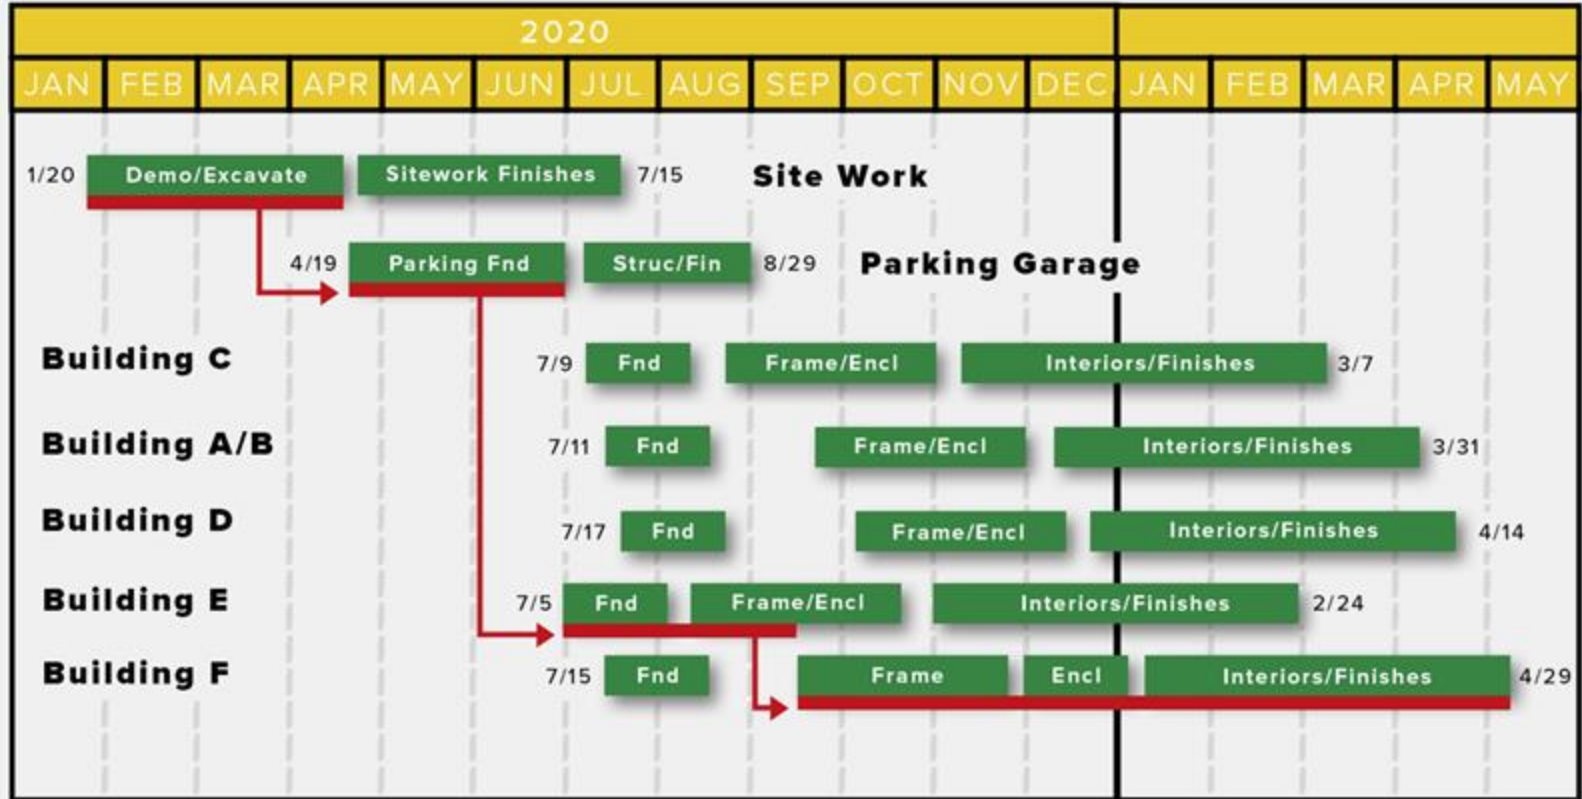 2020
JAN FEB MAR APR MAY JUN JUL AUG SEP OCT NOV DEC JAN FEB MAR APR MAY
1/20 Demo/Excavate Sitework Finishes 7/15 Site Work
4/19 Parking Fnd Struc/Fin 8/29 Parking Garage
Building C 7/9 Fnd Frame/Encl Interiors/Finishes 3/7
Building A/B 7/11 Fnd Frame/Encl Interiors/Finishes 3/31
Building D 7/17 Fnd Frame/Encl Interiors/Finishes 4/14
Building E 7/5 Fnd Frame/Encl Interiors/Finishes 2/24
Building F 7/15 Fnd Frame Encl Interiors/Finishes 4/29